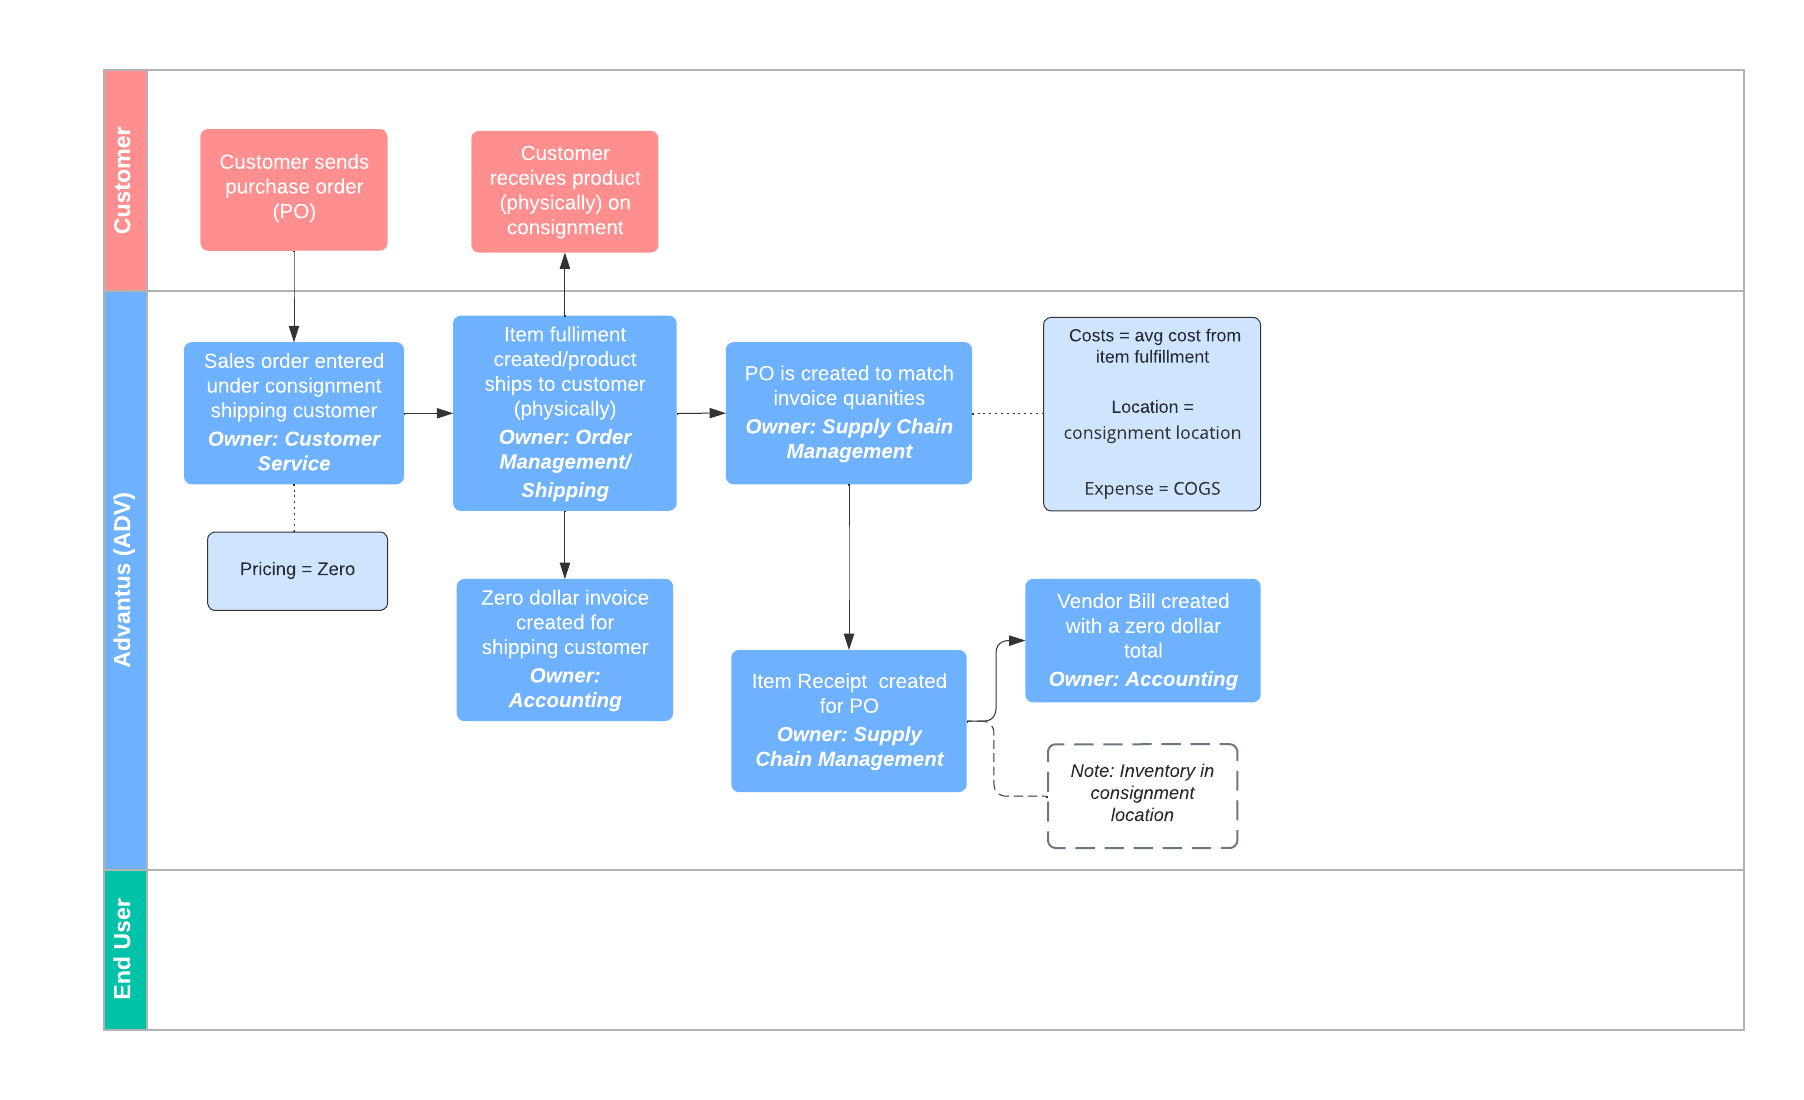 Customer
Customer sends
purchase order
(PO)
Customer
receives product
(physically) on
consignment
Advantus (ADV)
Sales order entered
under consignment
shipping customer
Owner: Customer
Service
Pricing = Zero
Item fulliment
created/product
ships to customer
(physically)
Owner: Order
Management/
Shipping
Zero dollar invoice
created for
shipping customer
Owner:
Accounting
PO is created to match
invoice quanities
Owner: Supply Chain
Management
Costs = avg cost from
item fulfillment
Location =
consignment location
Expense = COGS
Item Receipt  created
for PO
Owner: Supply
Chain Management
Vendor Bill created
with a zero dollar
total
Owner: Accounting
Note: Inventory in
consignment
location
End User